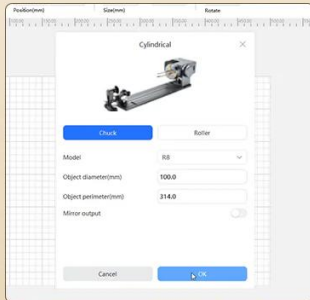 Position(mm) Size(mm) Rotate
Cylindrical
Chuck Roller
Model R8
Object diameter(mm) 100.0
Object perimeter(mm) 314.0
Mirror output
Cancel OK